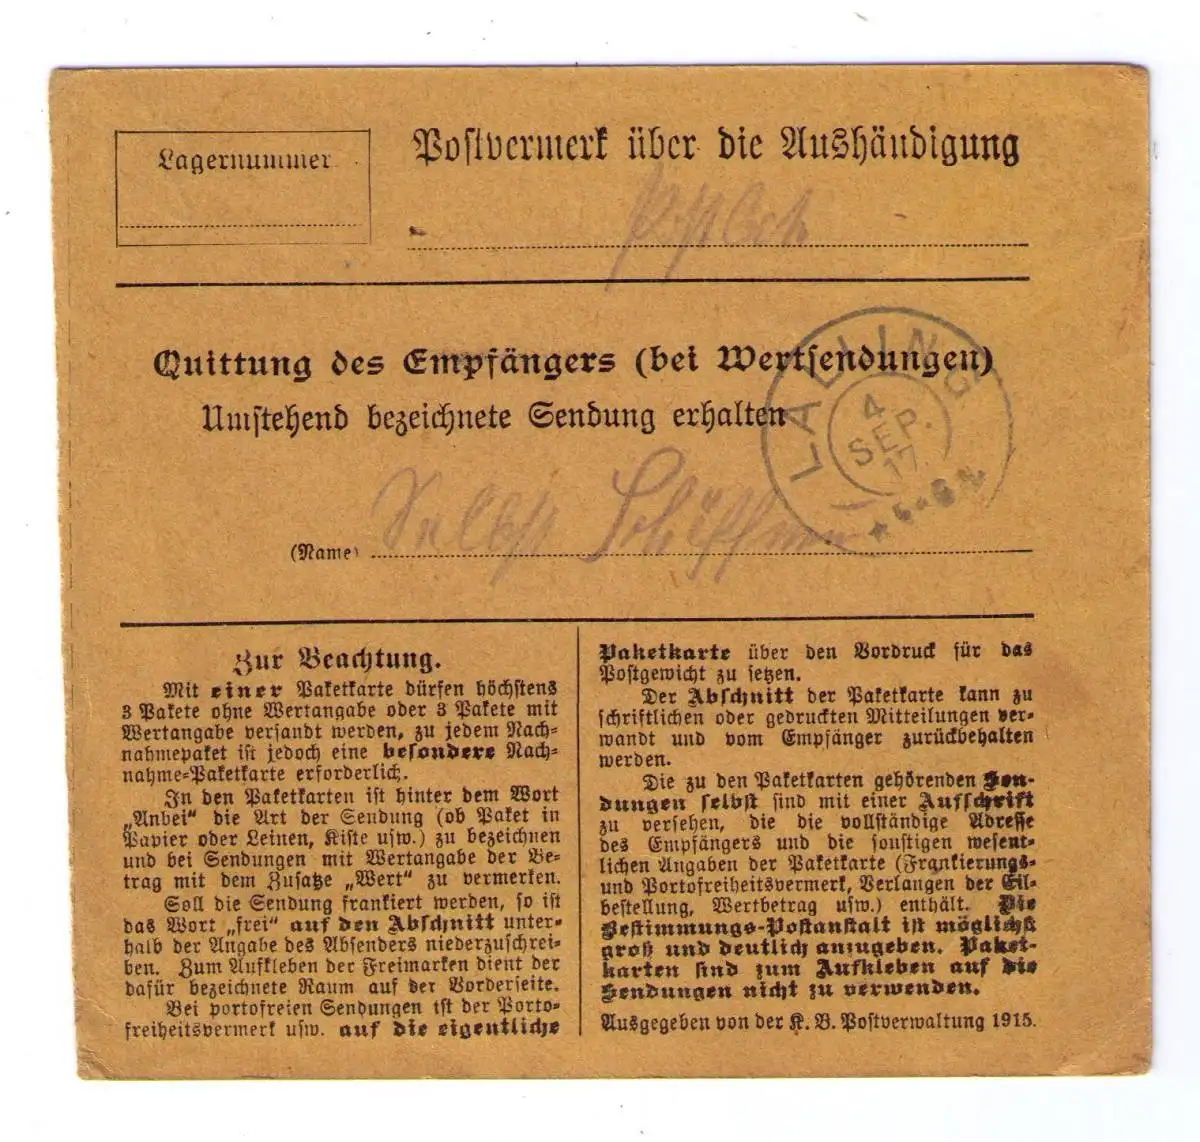 Lagernummer
Postvermerk über die Aushändigung
Quittung des Empfängers (bei Wertsendungen)
Umstehend bezeichnete Sendung erhalten
LALLING
4
SEP.
17.
(Name)
Selbst
Zur Beachtung.
Mit einer Paketkarte dürfen höchstens
3 Pakete ohne Wertangabe oder 3 Pakete mit
Wertangabe versandt werden, zu jedem Nach-
nahmepaket ist jedoch eine besondere Nach-
nahme-Paketkarte erforderlich.
In den Paketkarten ist hinter dem Wort
„Anbei“ die Art der Sendung (ob Paket in
Papier oder Leinen, Kiste usw.) zu bezeichnen
und bei Sendungen mit Wertangabe der Be-
trag mit dem Zusatze „Wert“ zu vermerken.
Soll die Sendung frankiert werden, so ist
das Wort „frei“ auf den Abschnitt unter-
halb der Angabe des Absenders niederzuschrei-
ben. Zum Aufkleben der Freimarken dient der
dafür bezeichnete Raum auf der Vorderseite.
Bei portofreien Sendungen ist der Porto-
freiheitsvermerk usw. auf die eigentliche
Paketkarte über den Vordruck für das
Postgewicht zu setzen.
Der Abschnitt der Paketkarte kann zu
schriftlichen oder gedruckten Mitteilungen ver-
wandt und vom Empfänger zurückbehalten
werden.
Die zu den Paketkarten gehörenden Sen-
dungen selbst sind mit einer Aufschrift
zu versehen, die die vollständige Adresse
des Empfängers und die sonstigen wesent-
lichen Angaben der Paketkarte (Frankierungs-
und Portofreiheitsvermerk, Verlangen der Eil-
bestellung, Wertbetrag usw.) enthält. Die
Bestimmungs-Postanstalt ist möglichst
groß und deutlich anzugeben. Paket-
karten sind zum Aufkleben auf die
Sendungen nicht zu verwenden.
Ausgegeben von der K. B. Postverwaltung 1915.